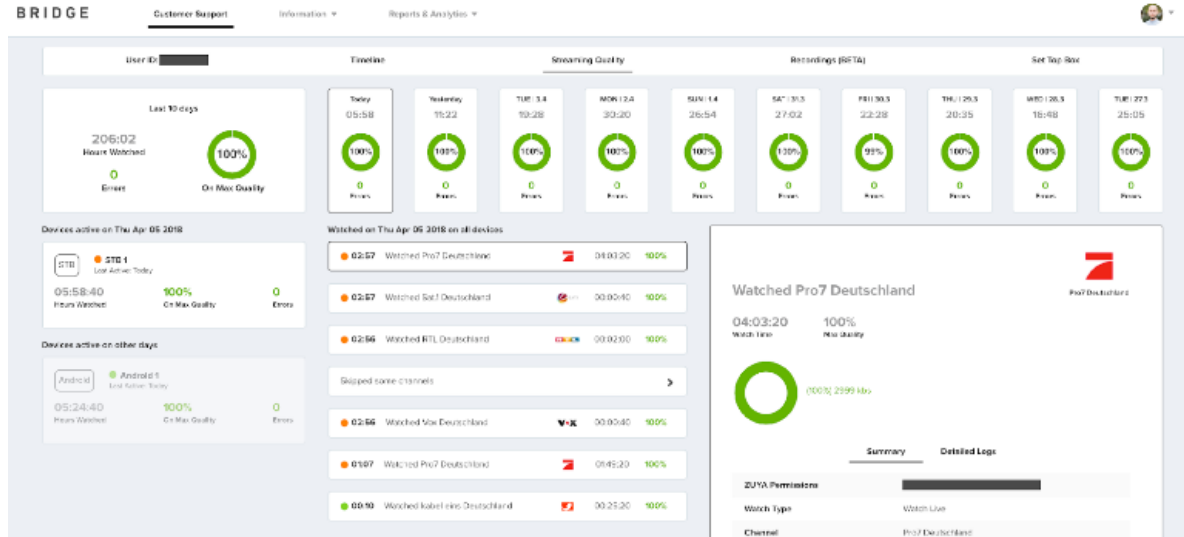 BRIDGE
Customer Support
Information
Reports & Analytics
User ID:
Timeline
Streaming Quality
Recordings (BETA)
Set Top Box
Last 10 days
206:02
Hours Watched
0
Errors
100%
On Max Quality
Today
05:58
100%
0
Errors
Yesterday
11:22
100%
0
Errors
TUE | 3.4
19:28
100%
0
Errors
MON | 2.4
30:20
100%
0
Errors
SUN | 1.4
26:54
100%
0
Errors
SAT | 31.3
27:02
100%
0
Errors
FRI | 30.3
22:28
99%
0
Errors
THU | 29.3
20:35
100%
0
Errors
WED | 28.3
16:48
100%
0
Errors
TUE | 27.3
25:05
100%
0
Errors
Devices active on Thu Apr 05 2018
STB
STB 1
Last Active: Today
05:58:40
Hours Watched
100%
On Max Quality
0
Errors
Devices active on other days
Android
Android 1
Last Active: Today
05:24:40
Hours Watched
100%
On Max Quality
0
Errors
Watched on Thu Apr 05 2018 on all devices
02:57 Watched Pro7 Deutschland 04:03:20 100%
02:57 Watched Sat.1 Deutschland 00:00:40 100%
02:56 Watched RTL Deutschland 00:02:00 100%
Skipped some channels
02:56 Watched Vox Deutschland VOX 00:00:40 100%
01:07 Watched Pro7 Deutschland 01:49:20 100%
00:10 Watched kabel eins Deutschland 00:25:20 100%
Pro7 Deutschland
Watched Pro7 Deutschland
04:03:20
Watch Time
100%
Max Quality
(100%) 2999 kbs
Summary
Detailed Logs
ZUYA Permissions
Watch Type Watch Live
Channel Pro7 Deutschland